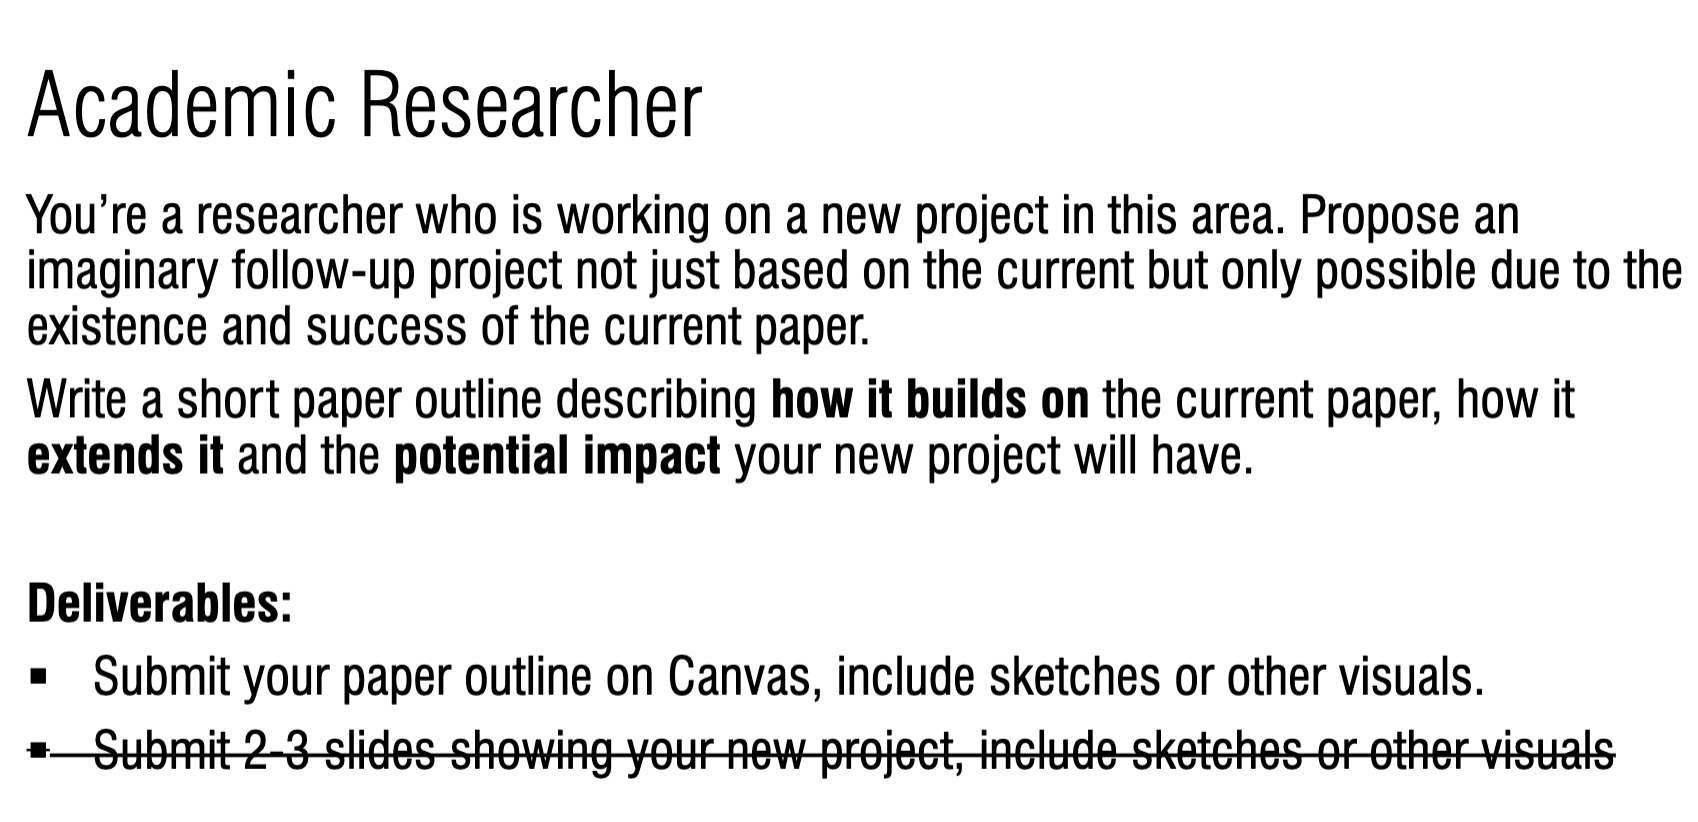 Academic Researcher
You’re a researcher who is working on a new project in this area. Propose an
imaginary follow-up project not just based on the current but only possible due to the
existence and success of the current paper.
Write a short paper outline describing how it builds on the current paper, how it
extends it and the potential impact your new project will have.
Deliverables:
▪ Submit your paper outline on Canvas, include sketches or other visuals.
▪ Submit 2-3 slides showing your new project, include sketches or other visuals